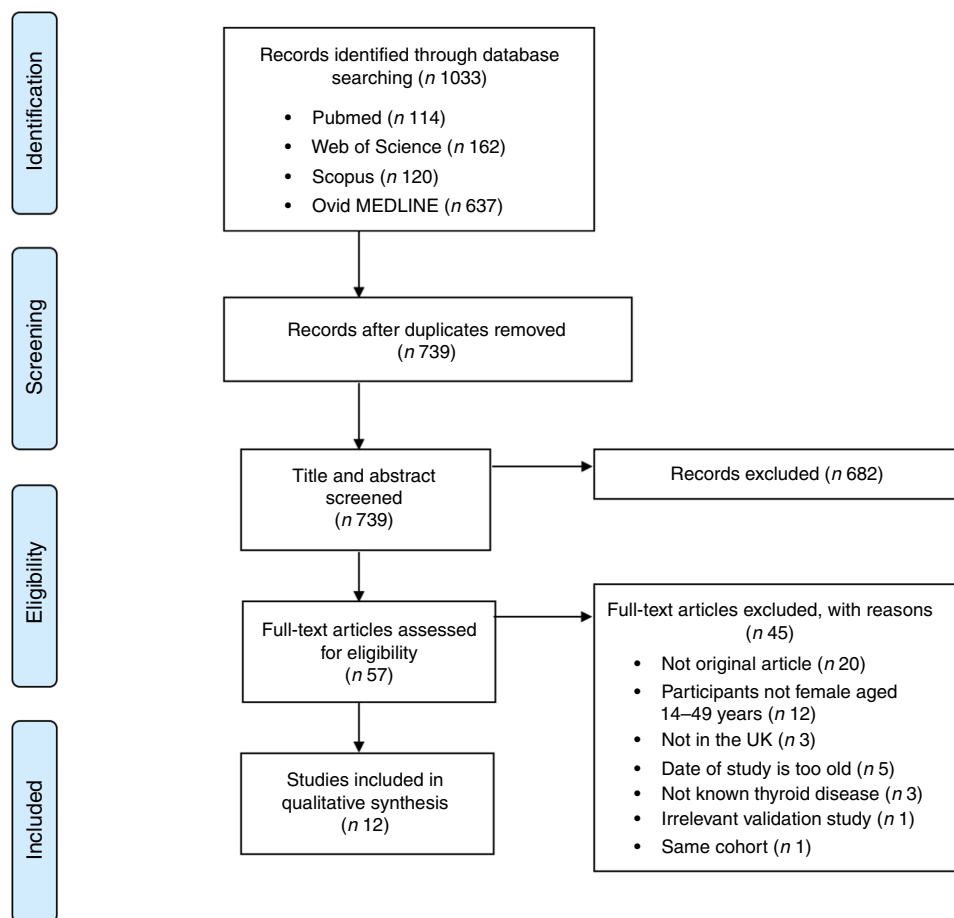 Identification
Records identified through database
searching (n 1033)
• Pubmed (n 114)
• Web of Science (n 162)
• Scopus (n 120)
• Ovid MEDLINE (n 637)
Screening
Records after duplicates removed
(n 739)
Title and abstract
screened
(n 739)
Records excluded (n 682)
Eligibility
Full-text articles assessed
for eligibility
(n 57)
Full-text articles excluded, with reasons
(n 45)
• Not original article (n 20)
• Participants not female aged
14–49 years (n 12)
• Not in the UK (n 3)
• Date of study is too old (n 5)
• Not known thyroid disease (n 3)
• Irrelevant validation study (n 1)
• Same cohort (n 1)
Included
Studies included in
qualitative synthesis
(n 12)